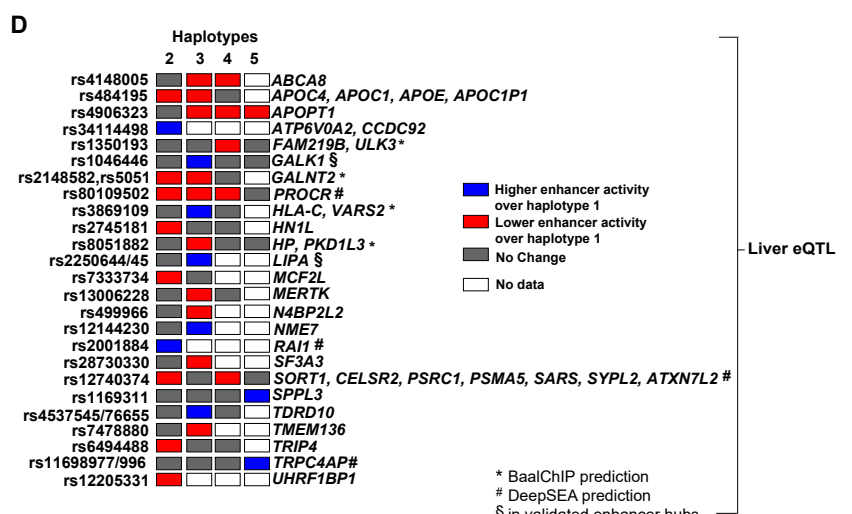 D
Haplotypes
2 3 4 5
rs4148005 ABCA8
rs484195 APOC4, APOC1, APOE, APOC1P1
rs4906323 APOPT1
rs34114498 ATP6V0A2, CCDC92
rs1350193 FAM219B, ULK3*
rs1046446 GALK1 §
rs2148582,rs5051 GALNT2 *
rs80109502 PROCR #
rs3869109 HLA-C, VARS2 *
rs2745181 HN1L
rs8051882 HP, PKD1L3 *
rs2250644/45 LIPA §
rs7333734 MCF2L
rs13006228 MERTK
rs499966 N4BP2L2
rs12144230 NME7
rs2001884 RAI1 #
rs28730330 SF3A3
rs12740374 SORT1, CELSR2, PSRC1, PSMA5, SARS, SYPL2, ATXN7L2 #
rs1169311 SPPL3
rs4537545/76655 TDRD10
rs7478880 TMEM136
rs6494488 TRIP4
rs11698977/996 TRPC4AP#
rs12205331 UHRF1BP1
Higher enhancer activity
over haplotype 1
Lower enhancer activity
over haplotype 1
No Change
No data
Liver eQTL
* BaalChIP prediction
# DeepSEA prediction
§ in validated enhancer hubs